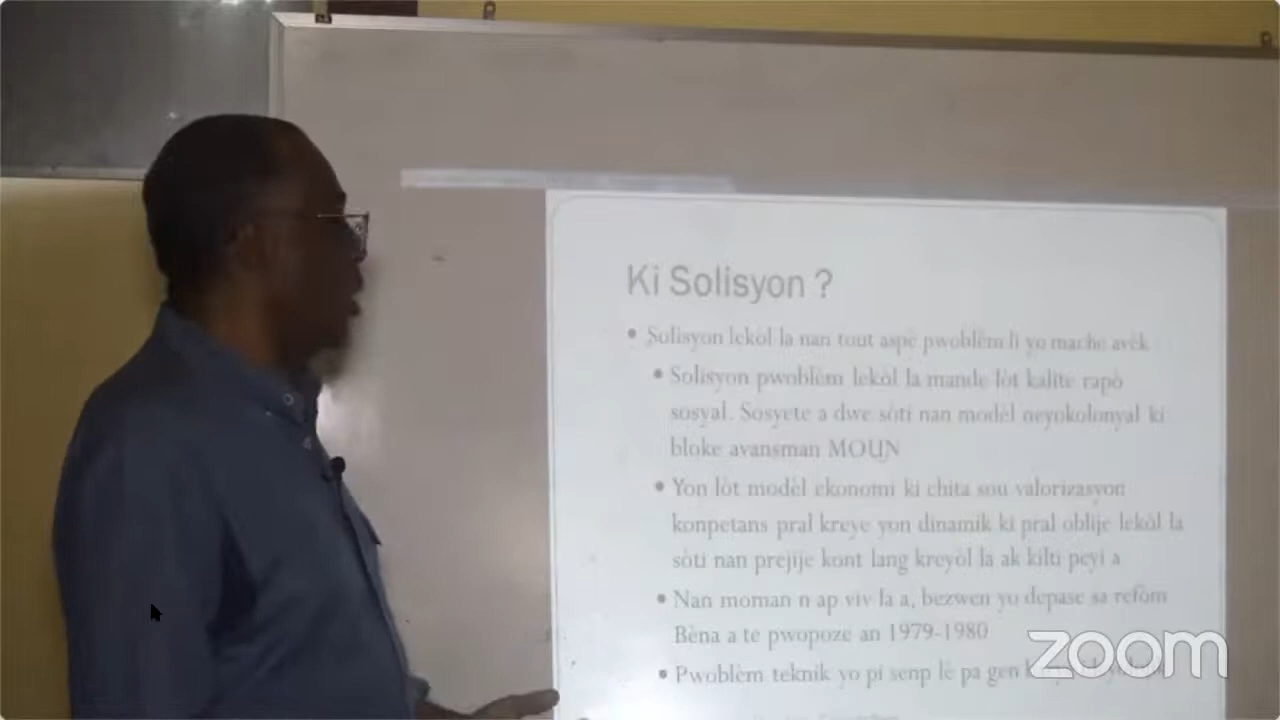 Ki Solisyon ?
• Solisyon lekòl la nan tout aspè pwoblèm li yo mache avèk
• Solisyon pwoblèm lekòl la mande lòt kalite rapò
sosyal. Sosyete a dwe sòti nan modèl neyokolonyal ki
bloke avansman MOUN
• Yon lòt modèl ekonomi ki chita sou valorizasyon
konpetans pral kreye yon dinamik ki pral oblije lekòl la
sòti nan prejije kont lang kreyòl la ak kilti peyi a
• Nan moman n ap viv la a, bezwen yo depase sa refòm
Bèna a te pwopoze an 1979-1980
• Pwoblèm teknik yo pi senp lè pa gen
zoom